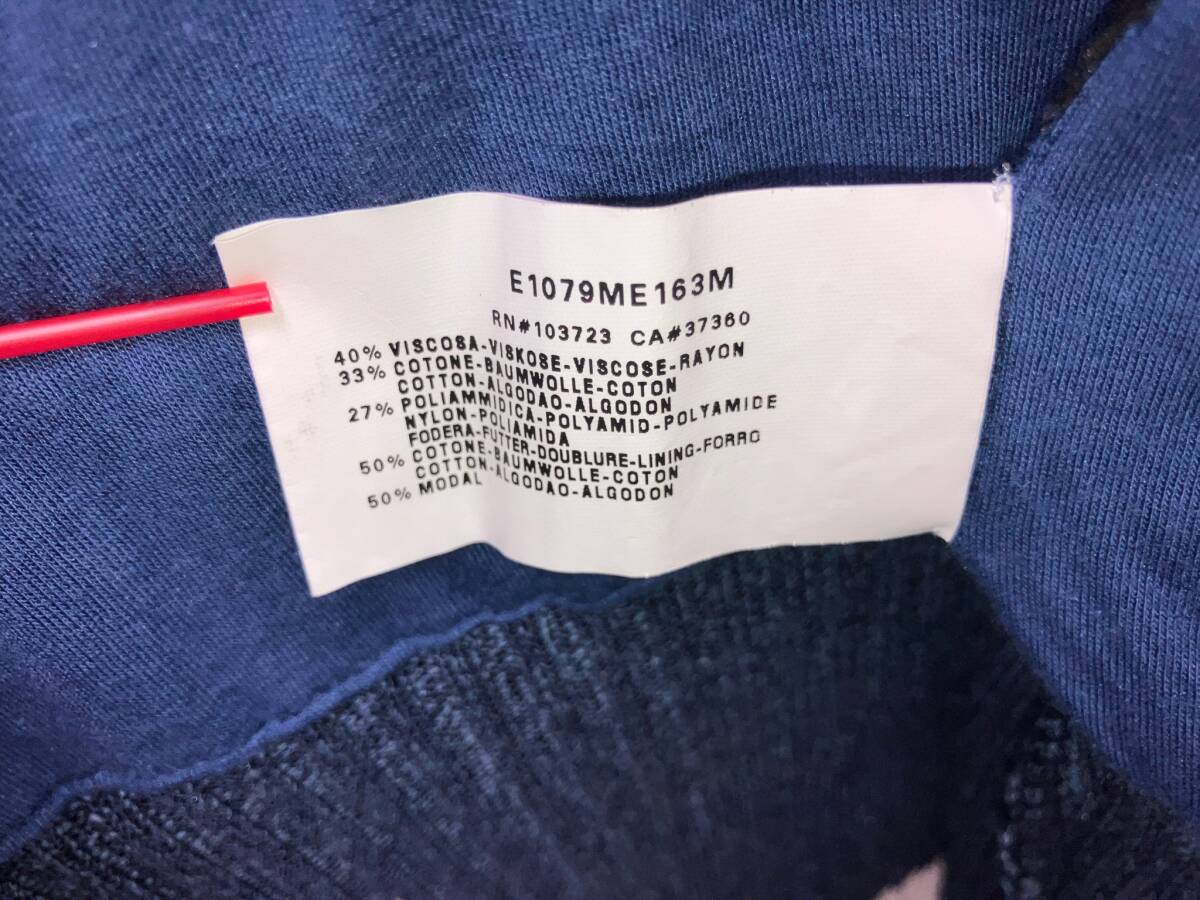 E1079ME163M
RN#103723 CA#37360
40% VISCOSA-VISKOSE-VISCOSE-RAYON
33% COTONE-BAUMWOLLE-COTON
COTTON-ALGODAO-ALGODON
27% POLIAMMIDICA-POLYAMID-POLYAMIDE
NYLON-POLIAMIDA
FODERA-FUTTER-DOUBLURE-LINING-FORRO
50% COTONE-BAUMWOLLE-COTON
COTTON-ALGODAO-ALGODON
50% MODAL